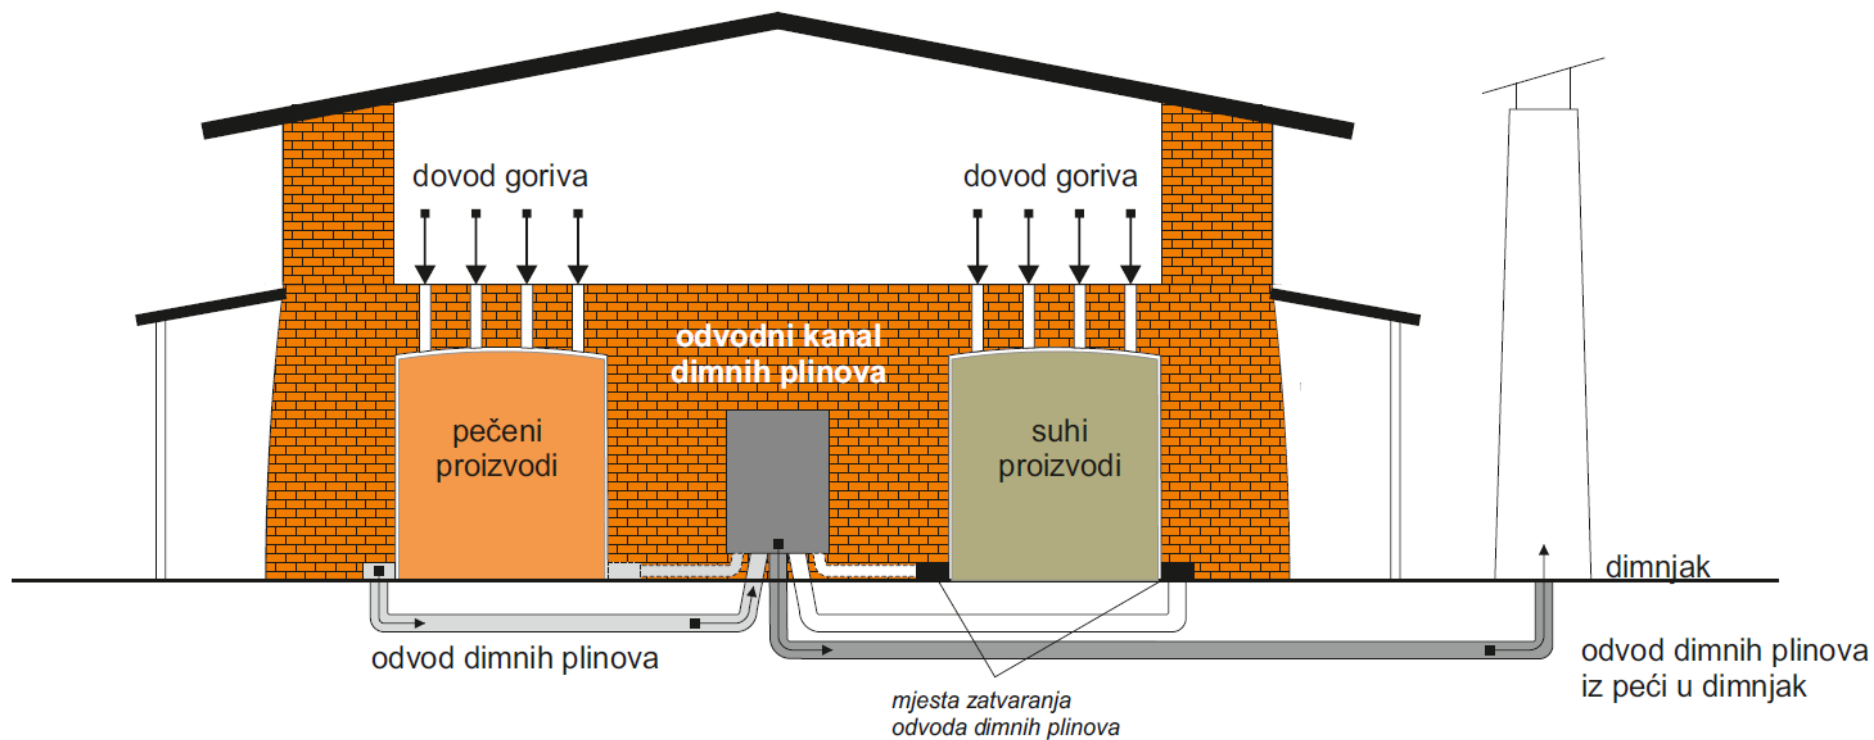 dovod goriva
dovod goriva
odvodni kanal
dimnih plinova
pečeni
proizvodi
suhi
proizvodi
dimnjak
odvod dimnih plinova
odvod dimnih plinova
iz peći u dimnjak
mjesta zatvaranja
odvoda dimnih plinova